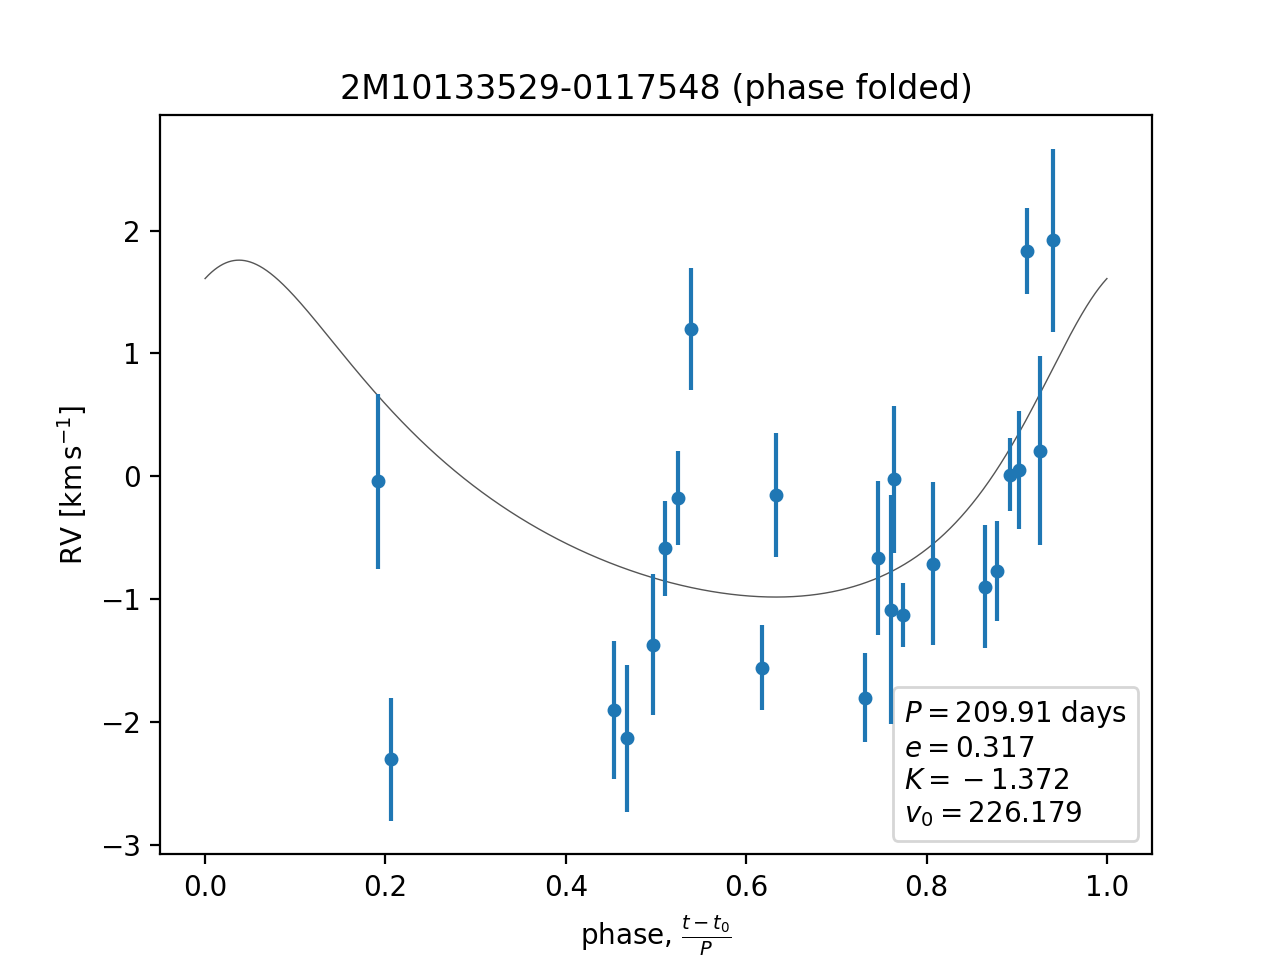 2M10133529-0117548 (phase folded)
RV [km s⁻¹]
2
1
0
−1
−2
−3
P = 209.91 days
e = 0.317
K = −1.372
v₀ = 226.179
0.0 0.2 0.4 0.6 0.8 1.0
phase, (t − t₀)/P